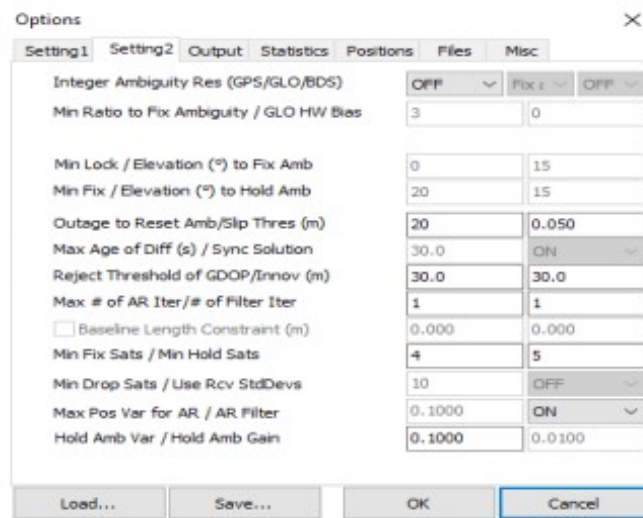 Options
Setting1 Setting2 Output Statistics Positions Files Misc
Integer Ambiguity Res (GPS/GLO/BDS) OFF Fix OFF
Min Ratio to Fix Ambiguity / GLO HW Bias 3 0
Min Lock / Elevation (°) to Fix Amb 0 15
Min Fix / Elevation (°) to Hold Amb 20 15
Outage to Reset Amb/Slip Thres (m) 20 0.050
Max Age of Diff (s) / Sync Solution 30.0 ON
Reject Threshold of GDOP/Innov (m) 30.0 30.0
Max # of AR Iter/# of Filter Iter 1 1
Baseline Length Constraint (m) 0.000 0.000
Min Fix Sats / Min Hold Sats 4 5
Min Drop Sats / Use Rcv StdDevs 10 OFF
Max Pos Var for AR / AR Filter 0.1000 ON
Hold Amb Var / Hold Amb Gain 0.1000 0.0100
Load... Save... OK Cancel